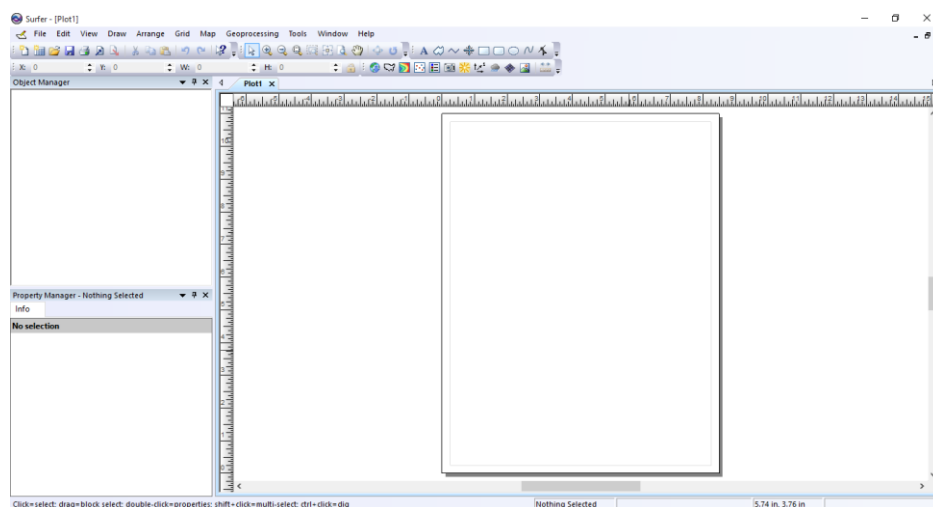 Surfer - [Plot1]
File Edit View Draw Arrange Grid Map Geoprocessing Tools Window Help
X: 0 Y: 0 W: 0 H: 0
Object Manager
Plot1
Property Manager - Nothing Selected
Info
No selection
Click=select; drag=block select; double-click=properties; shift+click=multi-select; ctrl+click=dig
Nothing Selected
5.74 in, 3.76 in